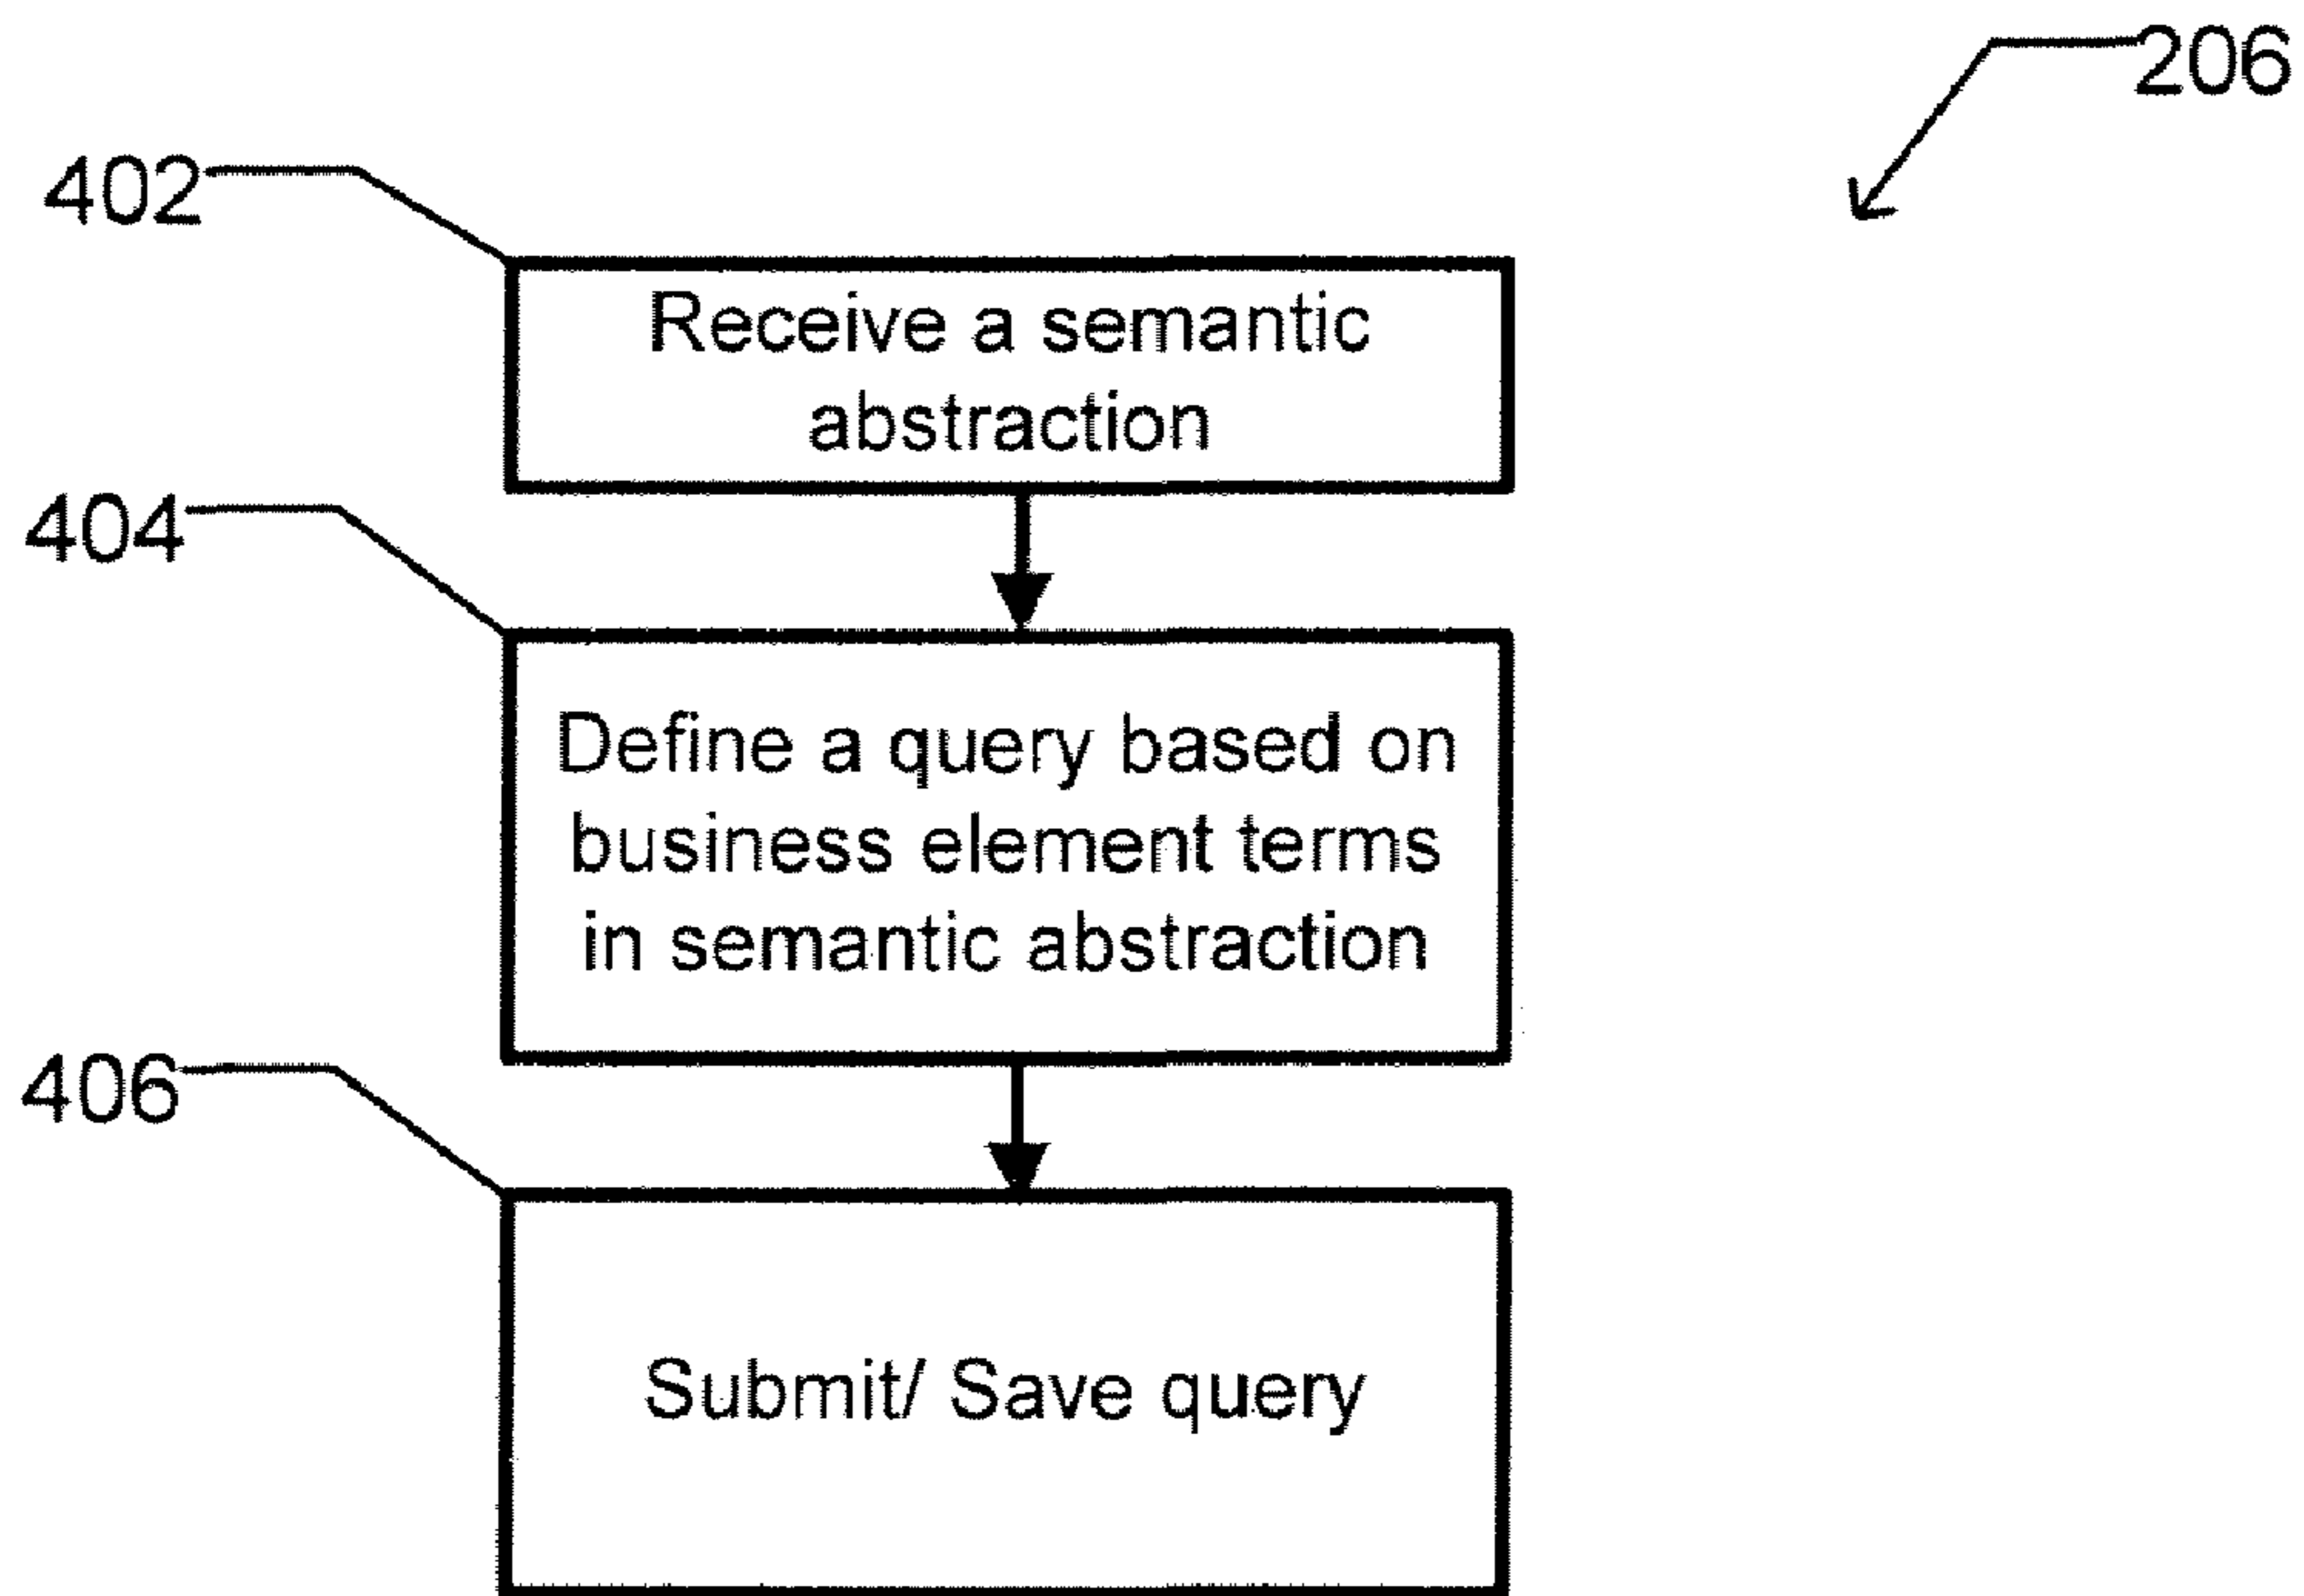 206
402
Receive a semantic
abstraction
404
Define a query based on
business element terms
in semantic abstraction
406
Submit/ Save query